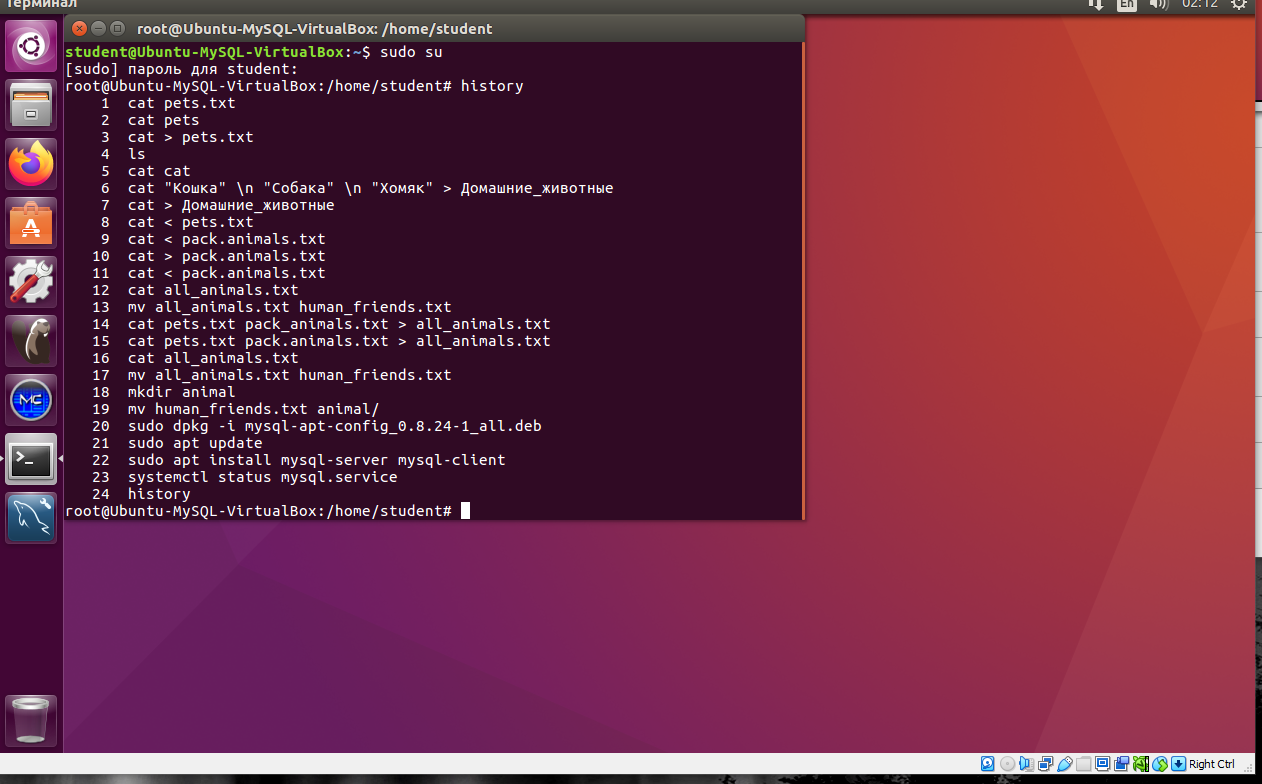 Терминал
En
02:12
root@Ubuntu-MySQL-VirtualBox: /home/student
student@Ubuntu-MySQL-VirtualBox:~$ sudo su
[sudo] пароль для student:
root@Ubuntu-MySQL-VirtualBox:/home/student# history
1 cat pets.txt
2 cat pets
3 cat > pets.txt
4 ls
5 cat cat
6 cat "Кошка" \n "Собака" \n "Хомяк" > Домашние_животные
7 cat > Домашние_животные
8 cat < pets.txt
9 cat < pack.animals.txt
10 cat > pack.animals.txt
11 cat < pack.animals.txt
12 cat all_animals.txt
13 mv all_animals.txt human_friends.txt
14 cat pets.txt pack_animals.txt > all_animals.txt
15 cat pets.txt pack.animals.txt > all_animals.txt
16 cat all_animals.txt
17 mv all_animals.txt human_friends.txt
18 mkdir animal
19 mv human_friends.txt animal/
20 sudo dpkg -i mysql-apt-config_0.8.24-1_all.deb
21 sudo apt update
22 sudo apt install mysql-server mysql-client
23 systemctl status mysql.service
24 history
root@Ubuntu-MySQL-VirtualBox:/home/student#
MC
>_
Right Ctrl